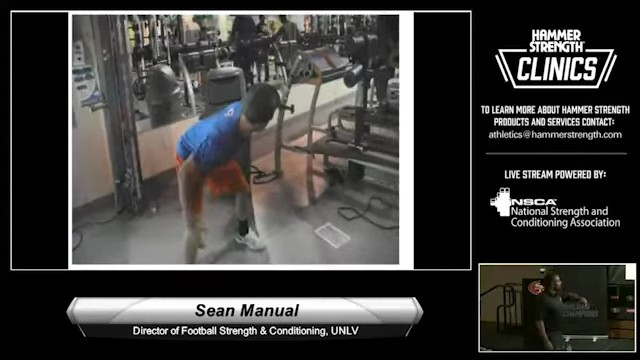 HAMMER
STRENGTH
CLINICS
TO LEARN MORE ABOUT HAMMER STRENGTH
PRODUCTS AND SERVICES CONTACT:
athletics@hammerstrength.com
LIVE STREAM POWERED BY:
NSCA
National Strength and
Conditioning Association
Sean Manual
Director of Football Strength & Conditioning, UNLV